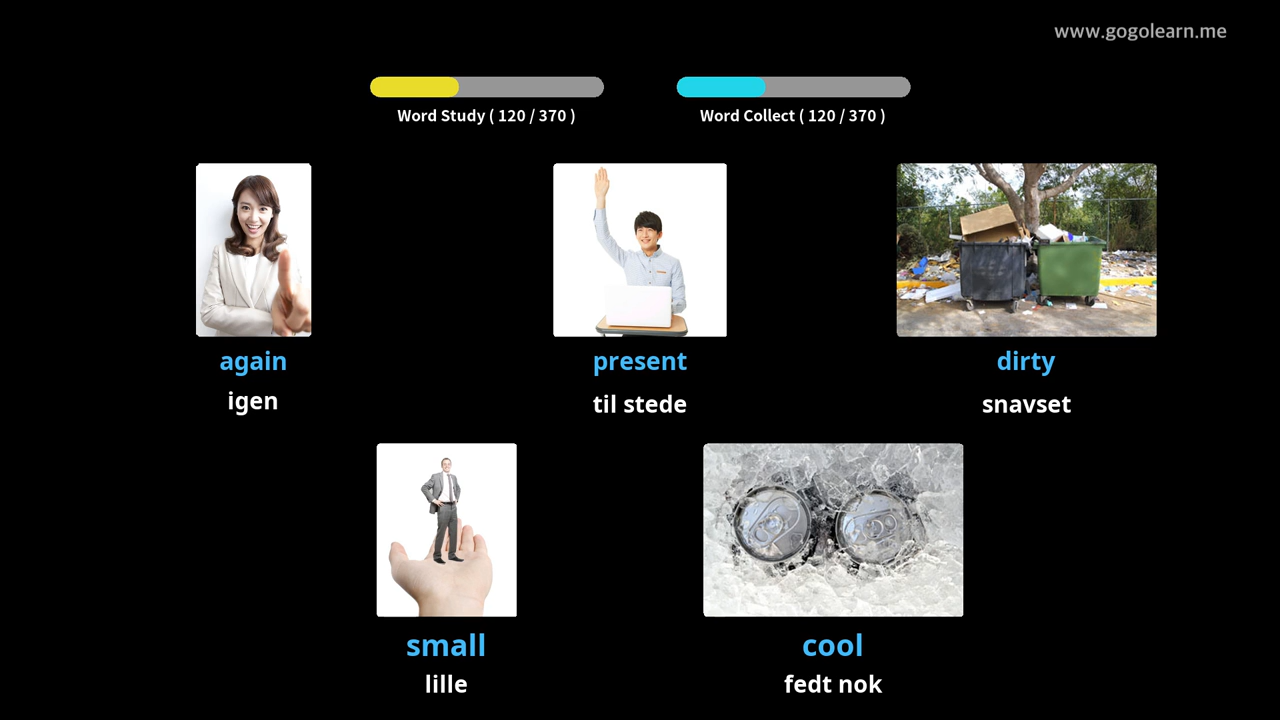 www.gogolearn.me
Word Study ( 120 / 370 )
Word Collect ( 120 / 370 )
again
igen
present
til stede
dirty
snavset
small
lille
cool
fedt nok